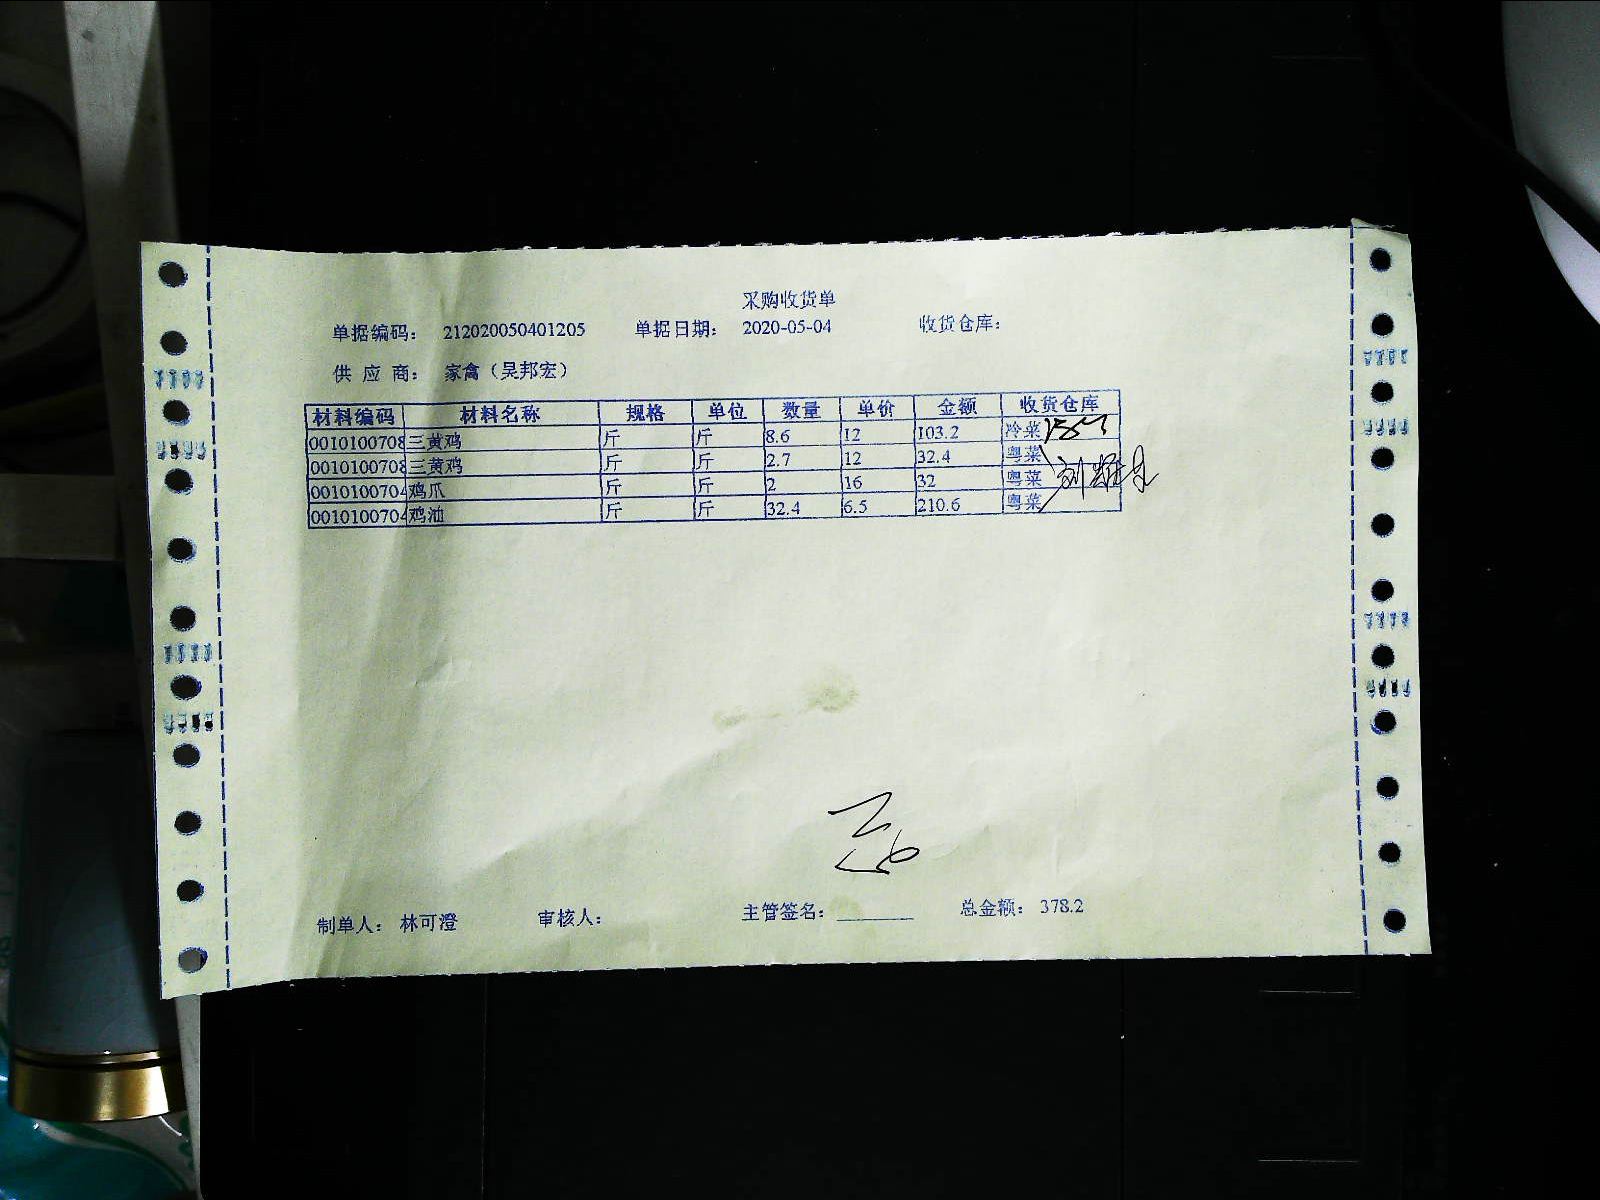 采购收货单
单据编码： 212020050401205 单据日期： 2020-05-04 收货仓库：
供 应 商： 家禽（吴邦宏）
材料编码 材料名称 规格 单位 数量 单价 金额 收货仓库
0010100708 三黄鸡 斤 斤 8.6 12 103.2 冷菜
0010100708 三黄鸡 斤 斤 2.7 12 32.4 粤菜
0010100704 鸡爪 斤 斤 2 16 32 粤菜
0010100704 鸡油 斤 斤 32.4 6.5 210.6 粤菜
制单人： 林可澄 审核人： 主管签名： 总金额： 378.2